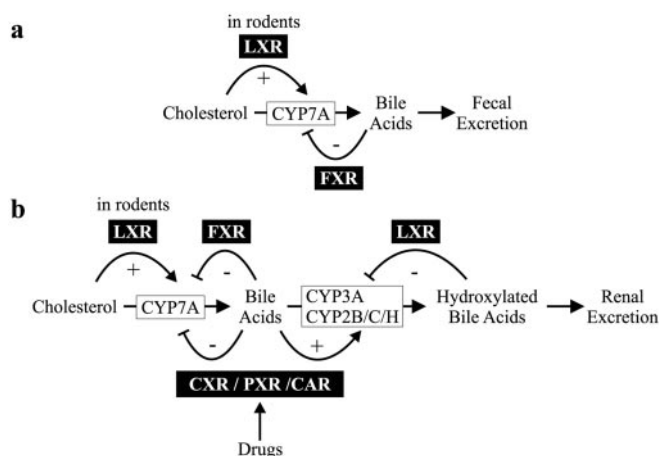 a
in rodents
LXR
+
Cholesterol CYP7A Bile Acids Fecal Excretion
-
FXR
b
in rodents
LXR FXR LXR
+ - -
Cholesterol CYP7A Bile Acids CYP3A CYP2B/C/H Hydroxylated Bile Acids Renal Excretion
- +
CXR / PXR /CAR
Drugs